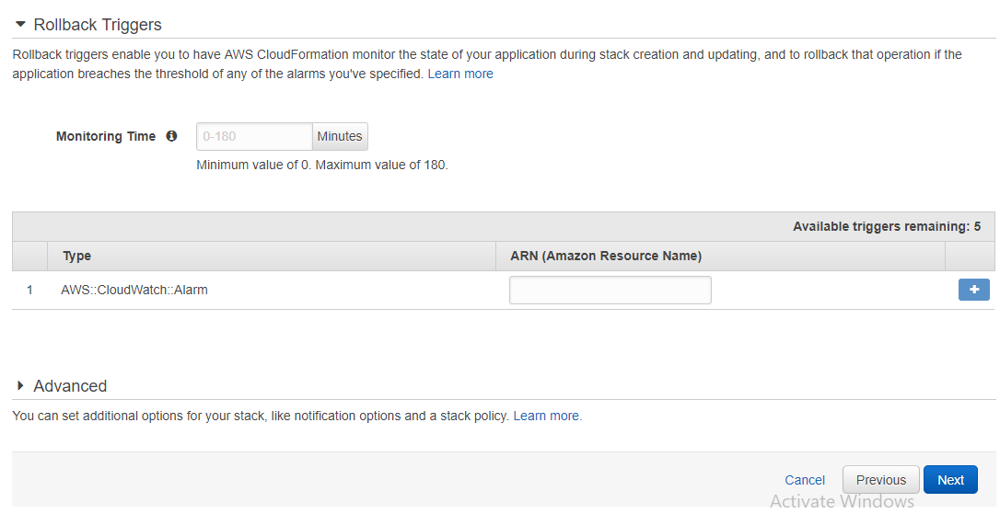 Rollback Triggers
Rollback triggers enable you to have AWS CloudFormation monitor the state of your application during stack creation and updating, and to rollback that operation if the
application breaches the threshold of any of the alarms you've specified. Learn more
Monitoring Time 0-180 Minutes
Minimum value of 0. Maximum value of 180.
Available triggers remaining: 5
Type ARN (Amazon Resource Name)
1 AWS::CloudWatch::Alarm
Advanced
You can set additional options for your stack, like notification options and a stack policy. Learn more.
Cancel Previous Next
Activate Windows